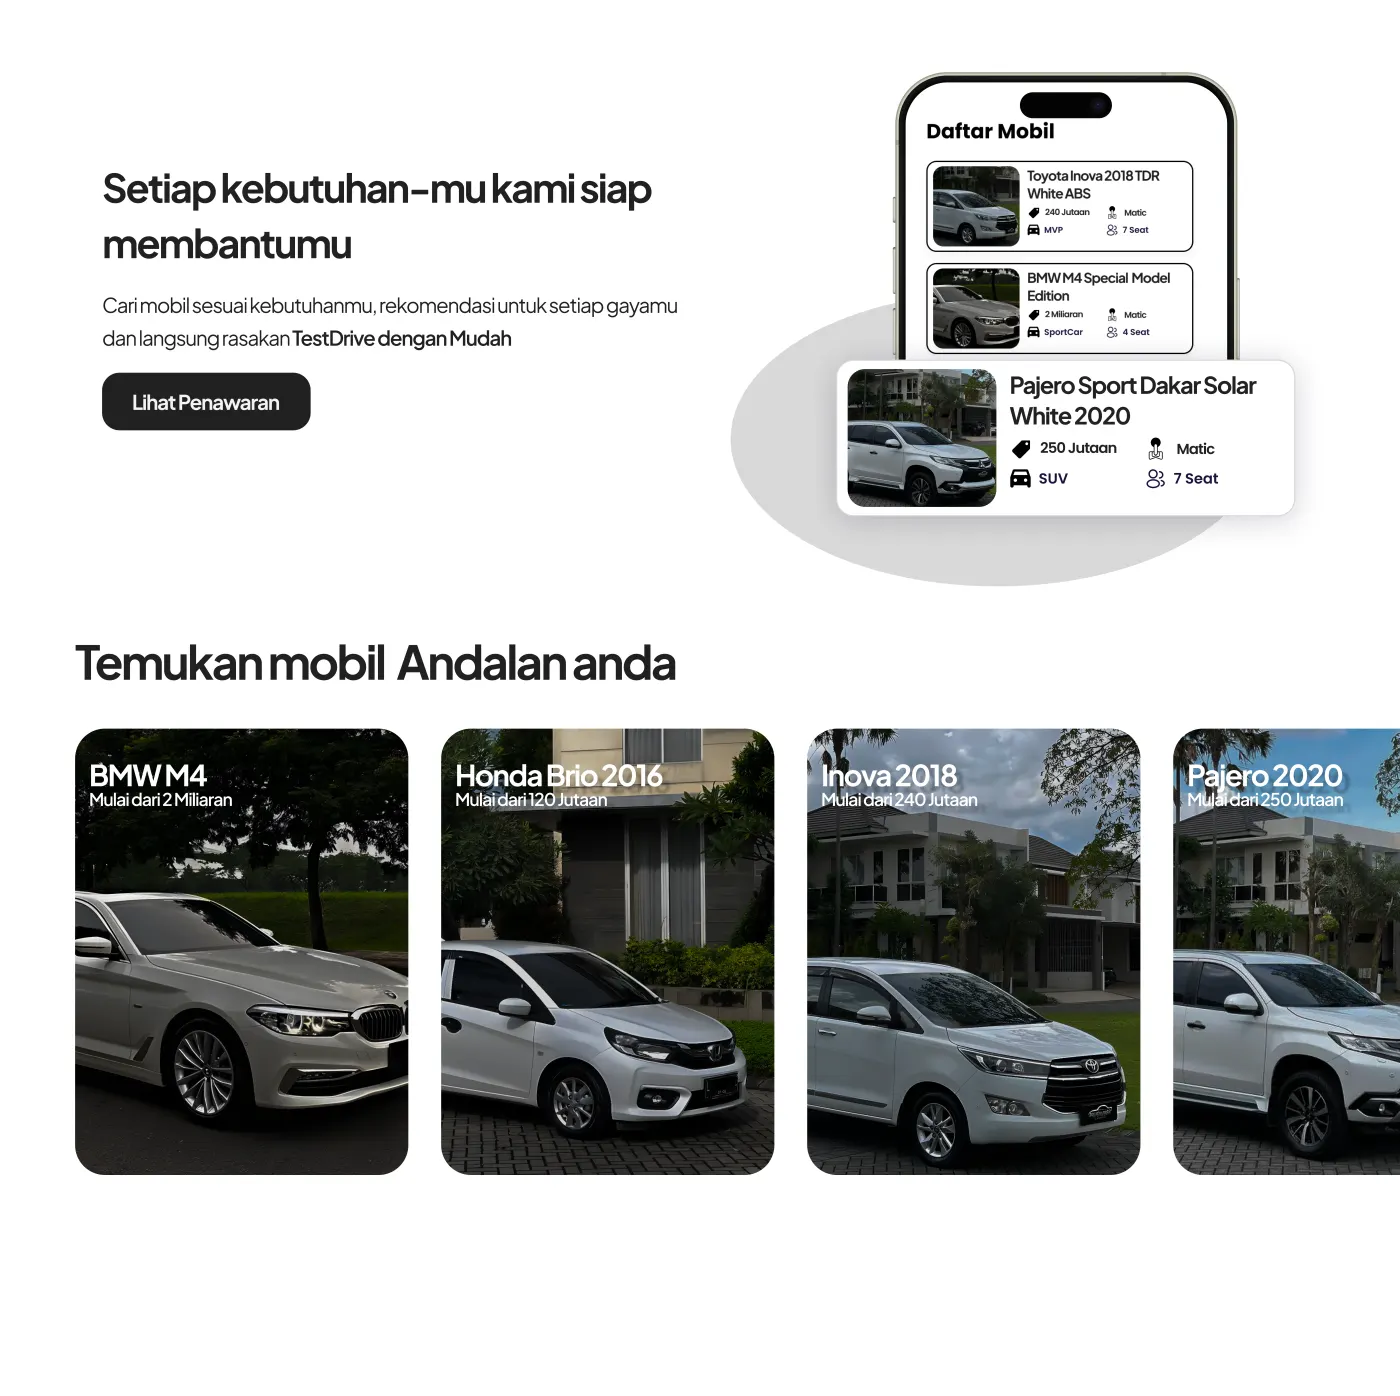 Setiap kebutuhan-mu kami siap
membantumu
Cari mobil sesuai kebutuhanmu, rekomendasi untuk setiap gayamu
dan langsung rasakan TestDrive dengan Mudah
Lihat Penawaran
Daftar Mobil
Toyota Inova 2018 TDR
White ABS
240 Jutaan Matic
MVP 7 Seat
BMW M4 Special Model
Edition
2 Miliaran Matic
SportCar 4 Seat
Pajero Sport Dakar Solar
White 2020
250 Jutaan Matic
SUV 7 Seat
Temukan mobil Andalan anda
BMW M4
Mulai dari 2 Miliaran
Honda Brio 2016
Mulai dari 120 Jutaan
Inova 2018
Mulai dari 240 Jutaan
Pajero 2020
Mulai dari 250 Jutaan